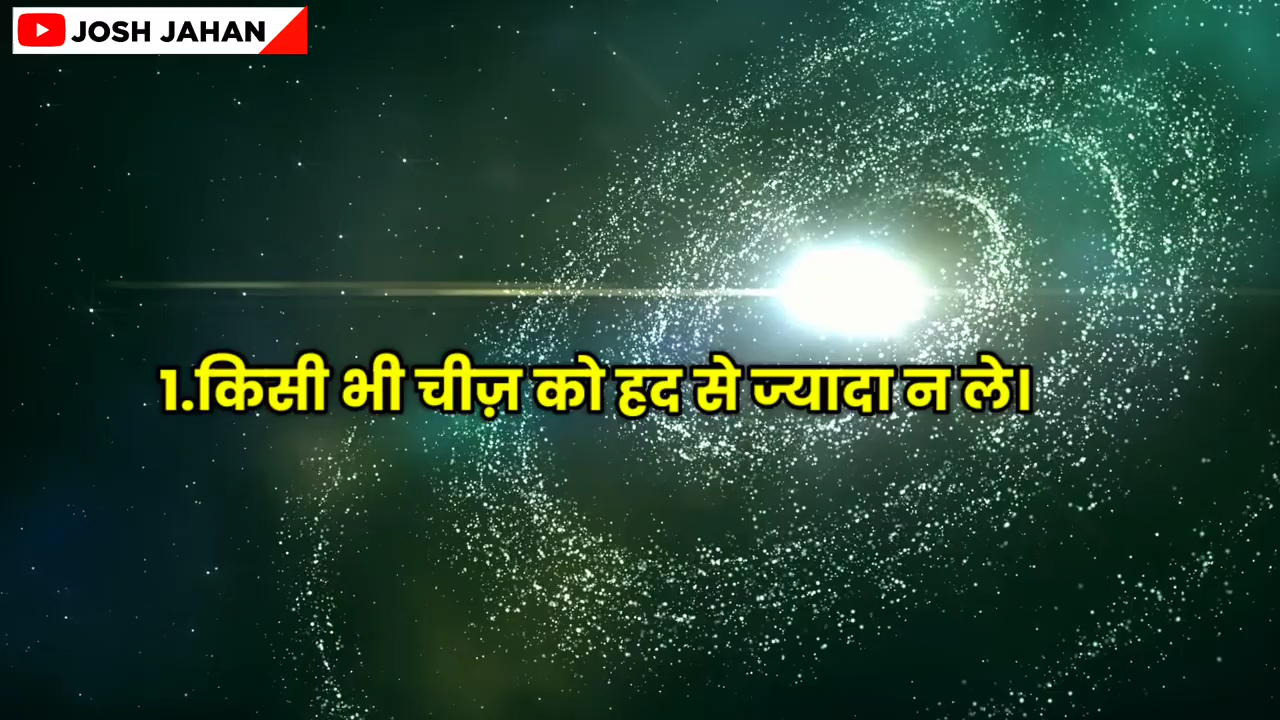 JOSH JAHAN
1.किसी भी चीज़ को हद से ज्यादा न ले।